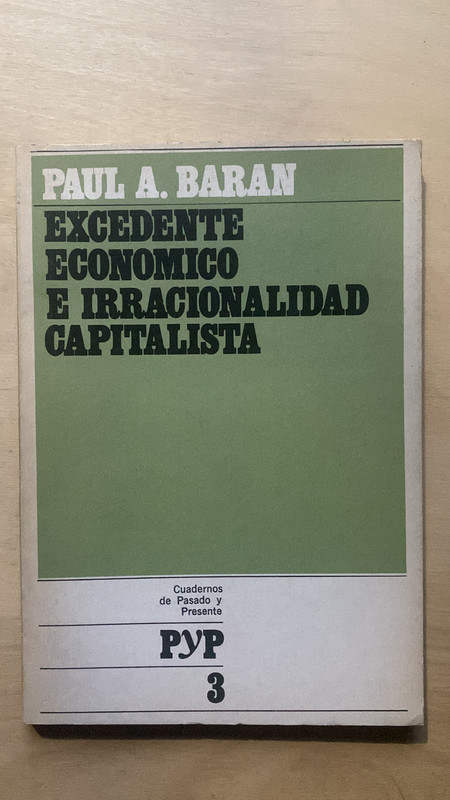 PAUL A. BARAN
EXCEDENTE
ECONOMICO
E IRRACIONALIDAD
CAPITALISTA
Cuadernos
de Pasado y
Presente
PyP
3